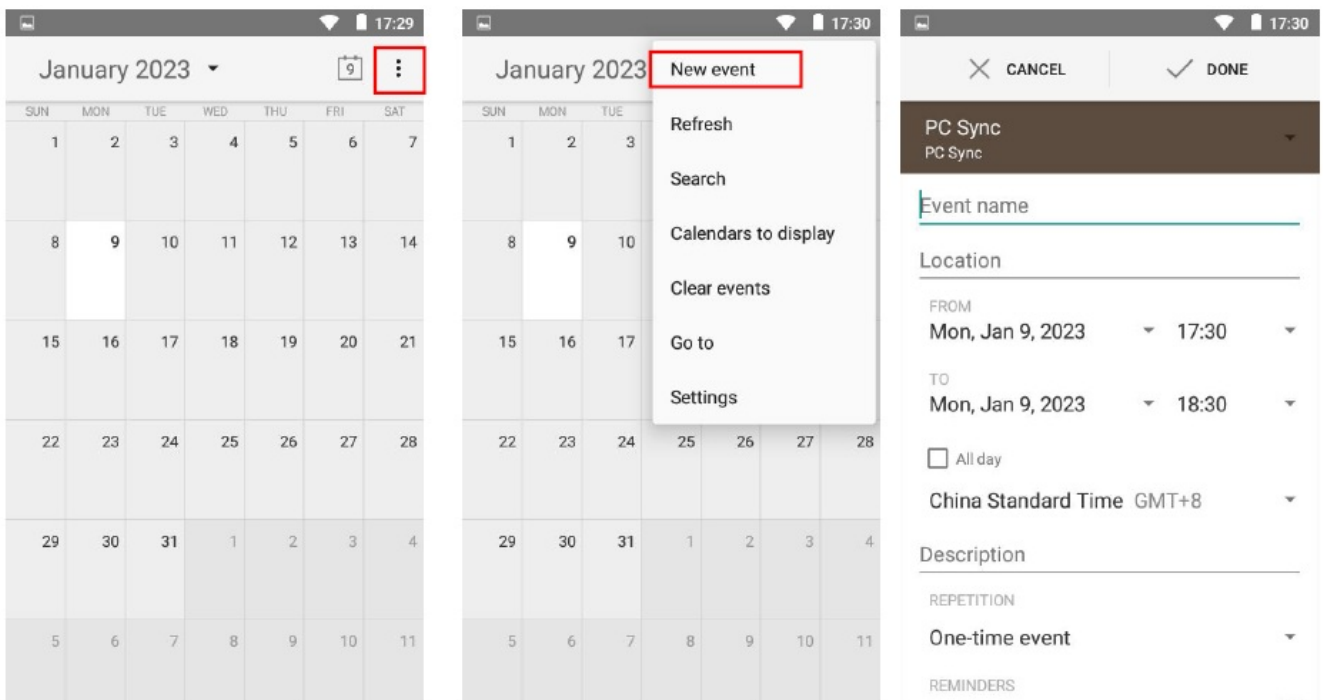 17:29
January 2023
9
SUN MON TUE WED THU FRI SAT
1 2 3 4 5 6 7
8 9 10 11 12 13 14
15 16 17 18 19 20 21
22 23 24 25 26 27 28
29 30 31 1 2 3 4
5 6 7 8 9 10 11
17:30
January 2023
New event
Refresh
Search
Calendars to display
Clear events
Go to
Settings
SUN MON TUE
1 2 3
8 9 10
15 16 17
22 23 24 25 26 27 28
29 30 31 1 2 3 4
5 6 7 8 9 10 11
17:30
CANCEL DONE
PC Sync
PC Sync
Event name
Location
FROM
Mon, Jan 9, 2023 17:30
TO
Mon, Jan 9, 2023 18:30
All day
China Standard Time GMT+8
Description
REPETITION
One-time event
REMINDERS